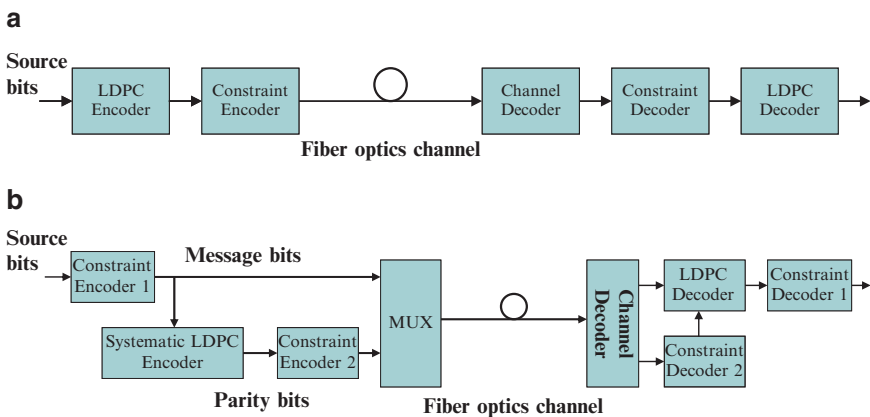 a
Source
bits
LDPC
Encoder
Constraint
Encoder
Channel
Decoder
Constraint
Decoder
LDPC
Decoder
Fiber optics channel
b
Source
bits
Constraint
Encoder 1
Message bits
Systematic LDPC
Encoder
Constraint
Encoder 2
Parity bits
MUX
Fiber optics channel
Channel
Decoder
LDPC
Decoder
Constraint
Decoder 1
Constraint
Decoder 2